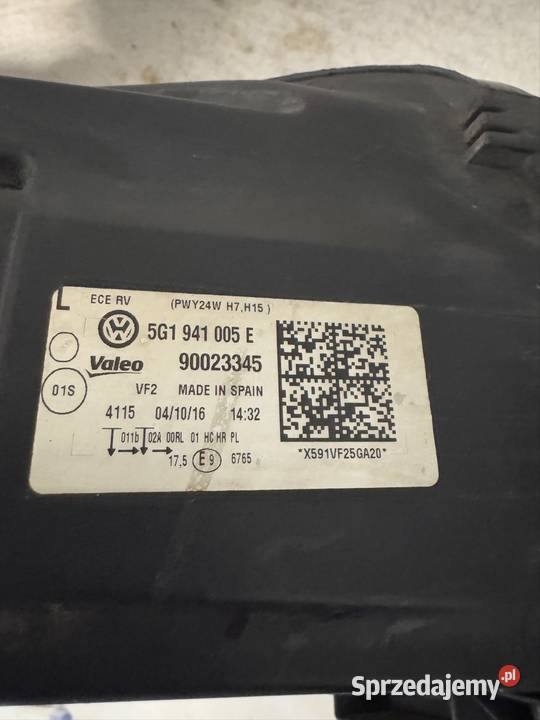 L ECE RV (PWY24W H7,H15)
5G1 941 005 E
Valeo 90023345
01S VF2 MADE IN SPAIN
4115 04/10/16 14:32
011b 02A 00RL 01 HC HR PL
17,5 E9 6765
*X591VF25GA20*
Sprzedajemy.pl